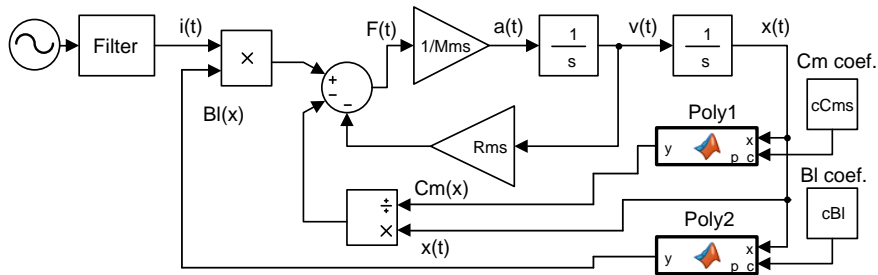 i(t)
F(t)
a(t)
v(t)
x(t)
Filter
×
1/Mms
1
s
1
s
Cm coef.
+
−
−
cCms
Bl(x)
Poly1
Rms
y
x
p c
Cm(x)
Bl coef.
÷
×
Poly2
cBl
x(t)
y
x
p c